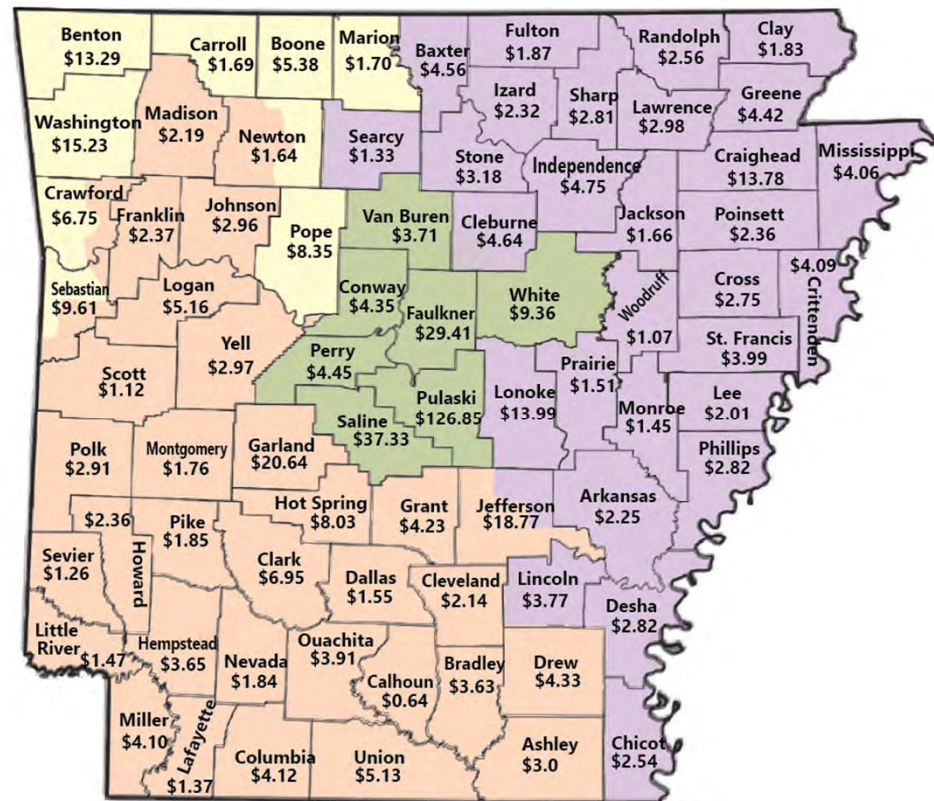 Benton
$13.29
Carroll
$1.69
Boone
$5.38
Marion
$1.70
Baxter
$4.56
Fulton
$1.87
Randolph
$2.56
Clay
$1.83
Washington
$15.23
Madison
$2.19
Newton
$1.64
Searcy
$1.33
Izard
$2.32
Sharp
$2.81
Lawrence
$2.98
Greene
$4.42
Stone
$3.18
Independence
$4.75
Craighead
$13.78
Mississippi
$4.06
Crawford
$6.75
Franklin
$2.37
Johnson
$2.96
Pope
$8.35
Van Buren
$3.71
Cleburne
$4.64
Jackson
$1.66
Poinsett
$2.36
Sebastian
$9.61
Logan
$5.16
Conway
$4.35
Faulkner
$29.41
White
$9.36
Woodruff
$1.07
Cross
$2.75
$4.09
Crittenden
Scott
$1.12
Yell
$2.97
Perry
$4.45
Saline
$37.33
Pulaski
$126.85
Lonoke
$13.99
Prairie
$1.51
St. Francis
$3.99
Monroe
$1.45
Lee
$2.01
Phillips
$2.82
Polk
$2.91
Montgomery
$1.76
Garland
$20.64
Hot Spring
$8.03
Grant
$4.23
Jefferson
$18.77
Arkansas
$2.25
$2.36
Howard
Pike
$1.85
Sevier
$1.26
Clark
$6.95
Dallas
$1.55
Cleveland
$2.14
Lincoln
$3.77
Desha
$2.82
Little
River
$1.47
Hempstead
$3.65
Nevada
$1.84
Ouachita
$3.91
Calhoun
$0.64
Bradley
$3.63
Drew
$4.33
Miller
$4.10
Lafayette
$1.37
Columbia
$4.12
Union
$5.13
Ashley
$3.0
Chicot
$2.54